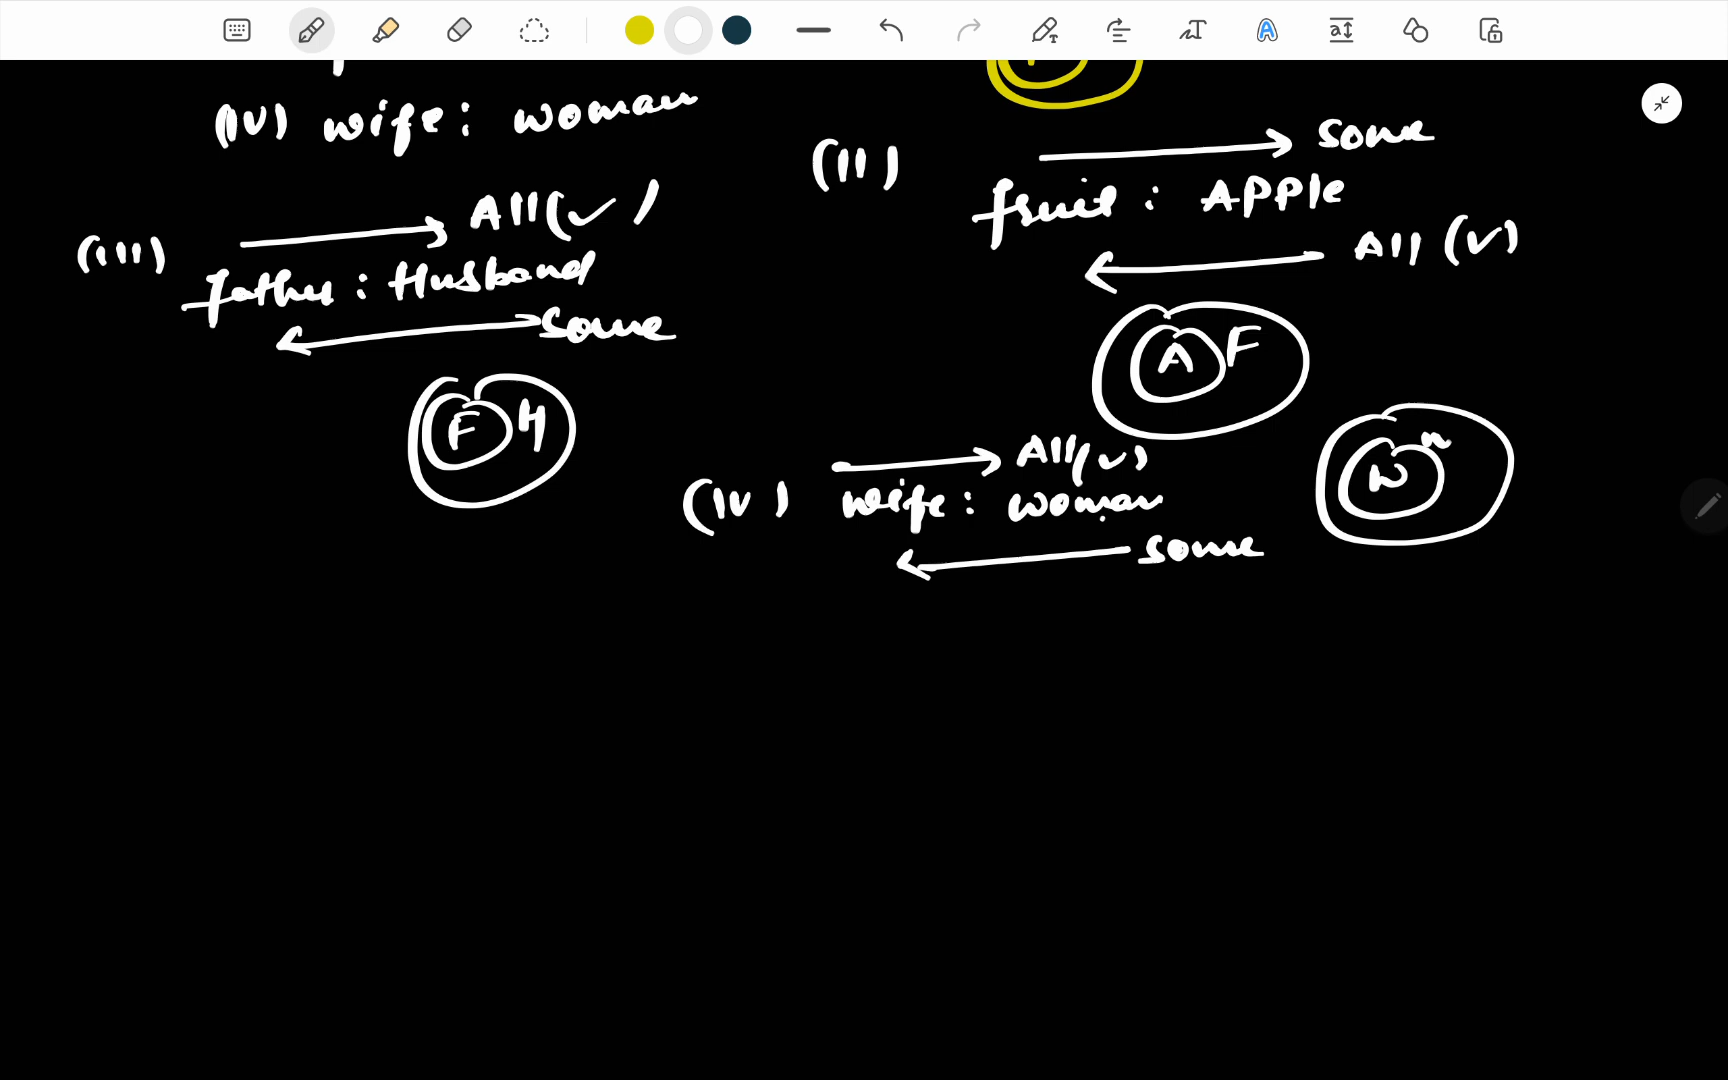 (IV) wife : woman
(III) All (✓)
father : Husband
some
F H
(II) some
fruit : Apple
All (✓)
A F
(IV) All (✓)
wife : woman
some
W m